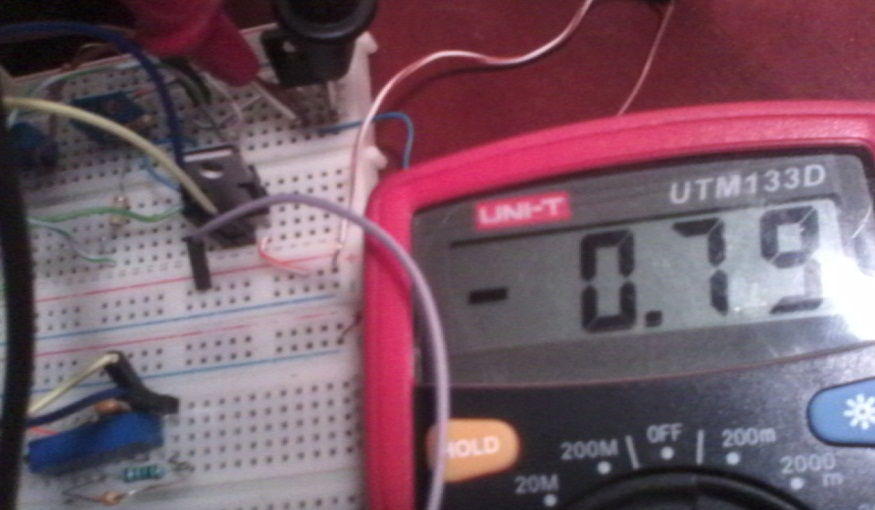 UTM133D
UNI-T
- 0.79
HOLD
200M
OFF
200m
20M
2000
m